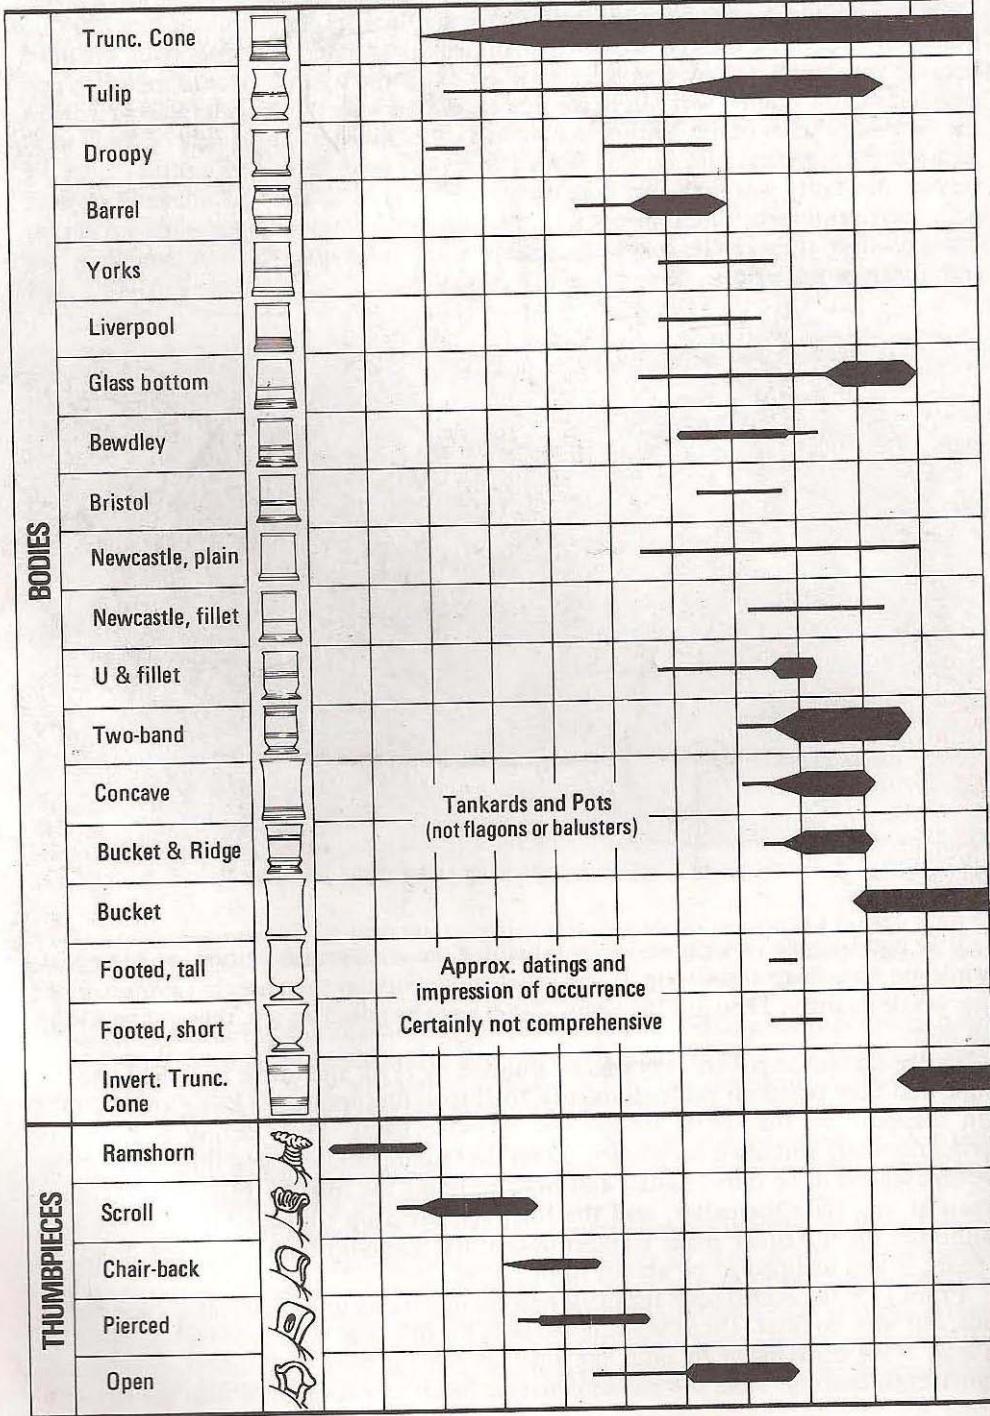 Trunc. Cone
Tulip
Droopy
Barrel
Yorks
Liverpool
Glass bottom
Bewdley
Bristol
Newcastle, plain
Newcastle, fillet
U & fillet
Two-band
Concave
Bucket & Ridge
Bucket
Footed, tall
Footed, short
Invert. Trunc.
Cone
BODIES
Tankards and Pots
(not flagons or balusters)
Approx. datings and
impression of occurrence
Certainly not comprehensive
Ramshorn
Scroll
Chair-back
Pierced
Open
THUMBPIECES